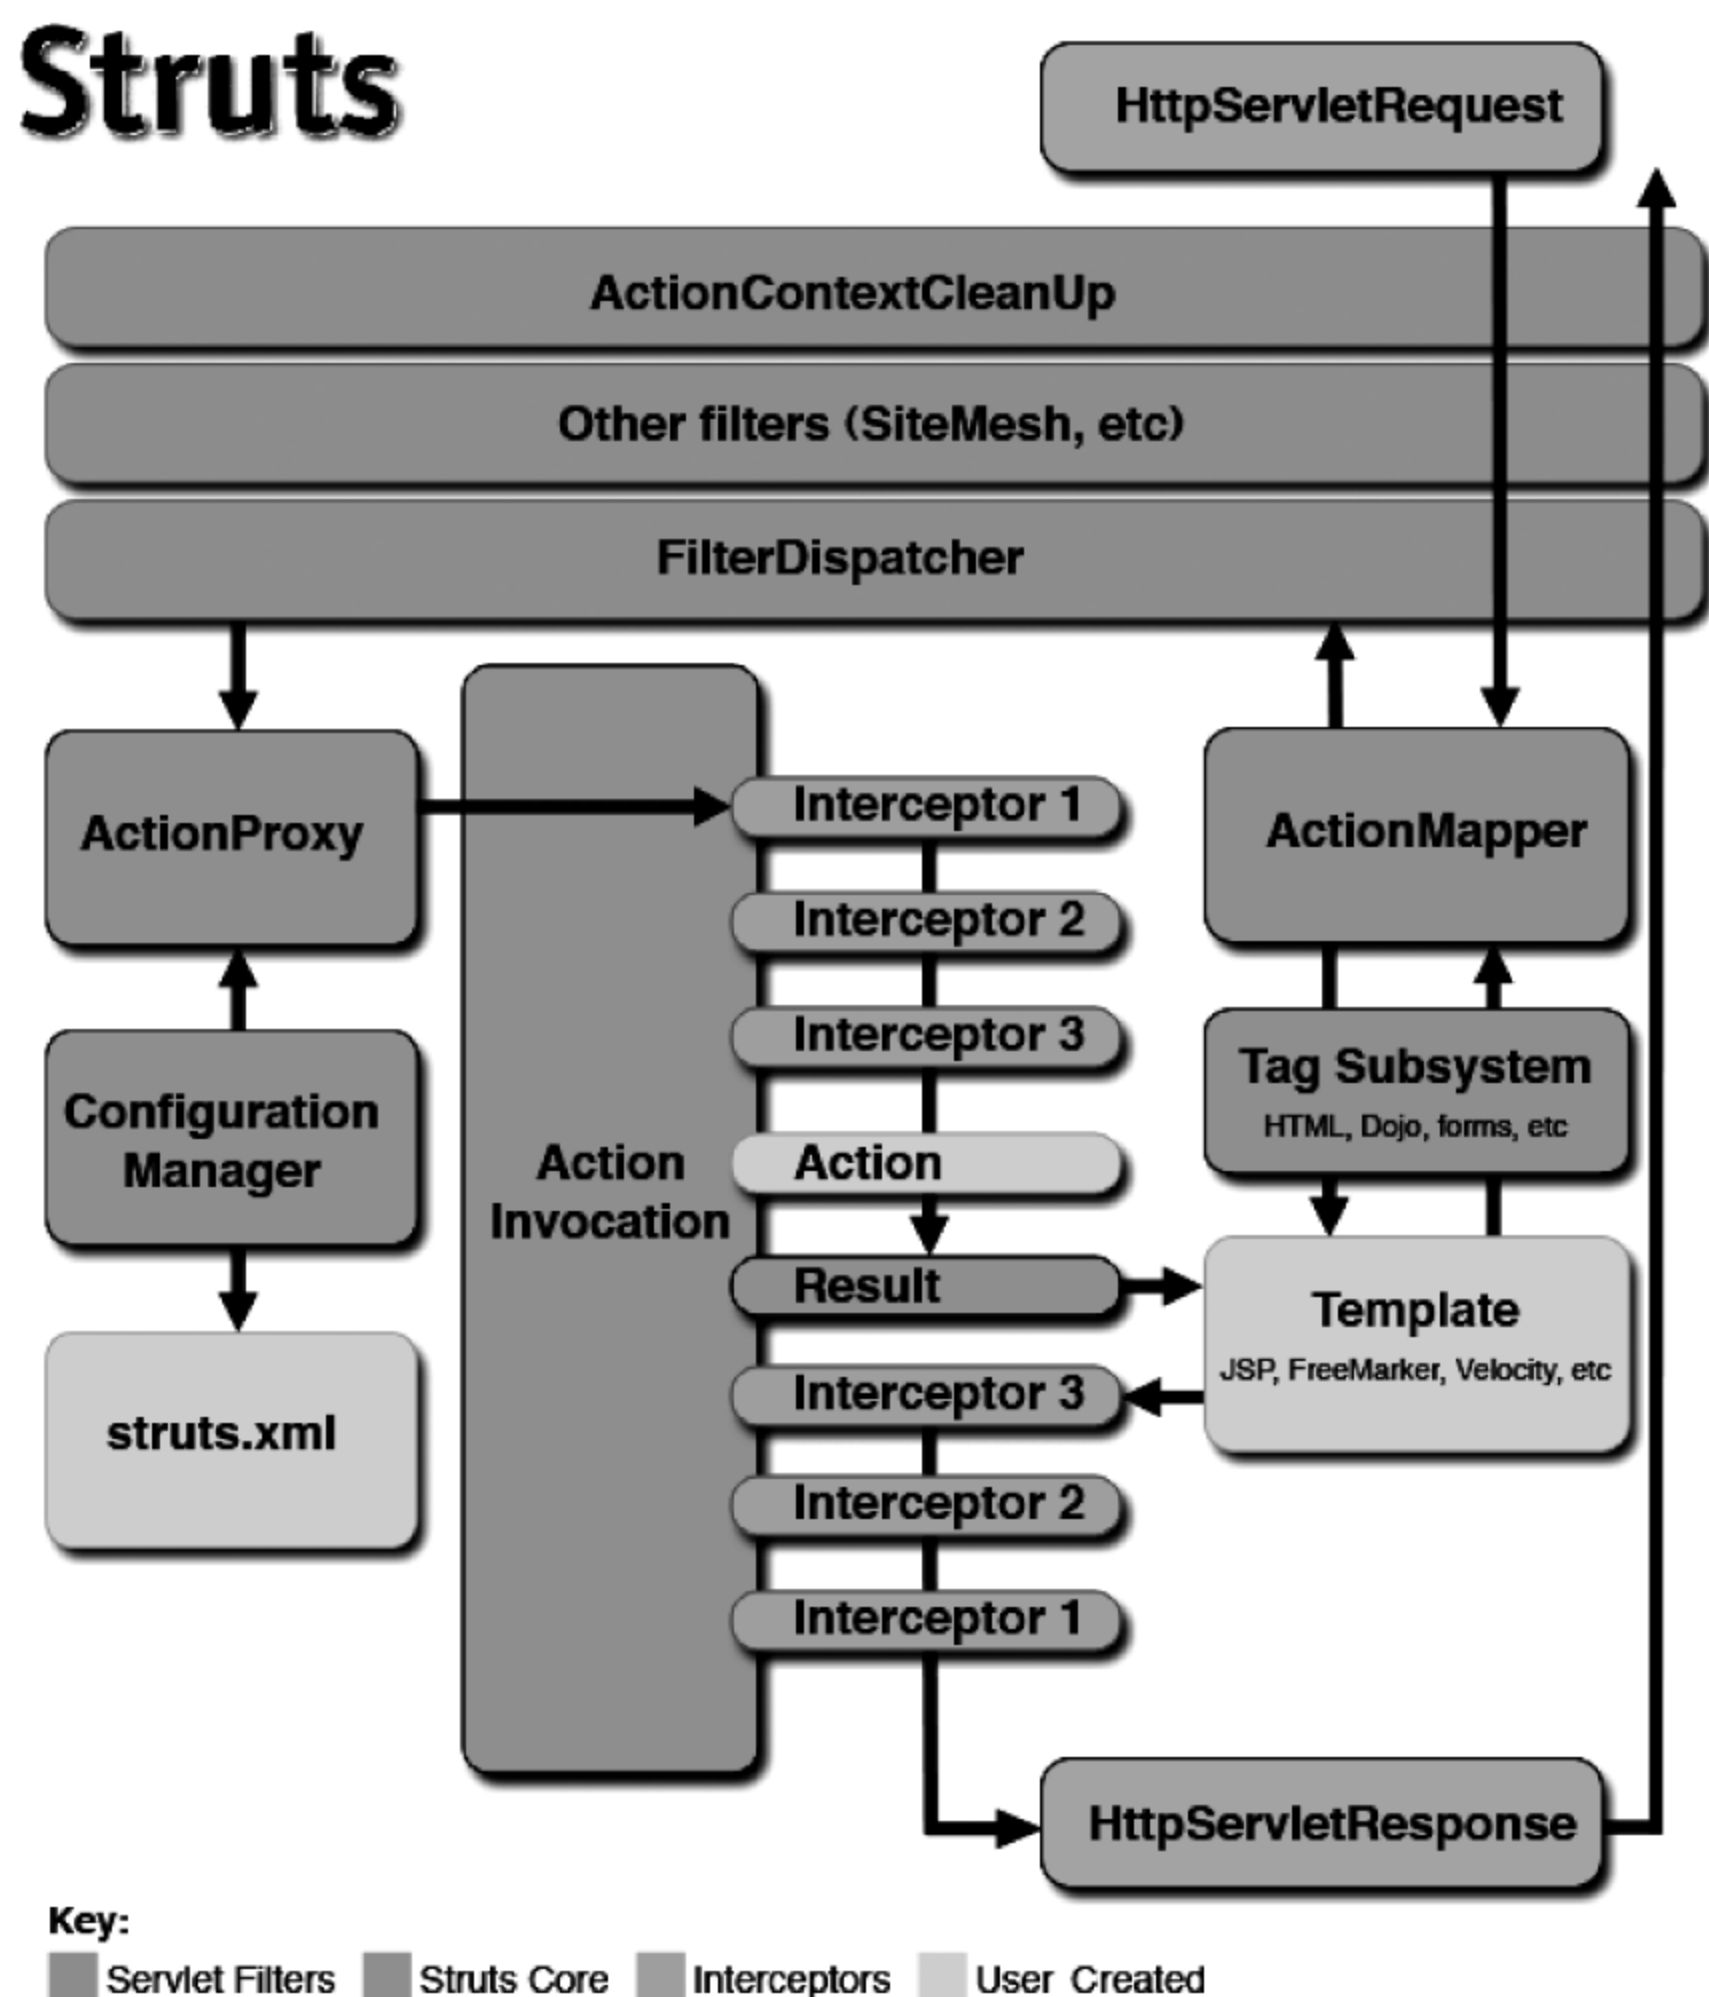 Struts
HttpServletRequest
ActionContextCleanUp
Other filters (SiteMesh, etc)
FilterDispatcher
ActionProxy
Interceptor 1
ActionMapper
Interceptor 2
Interceptor 3
Configuration
Manager
Tag Subsystem
HTML, Dojo, forms, etc
Action
Invocation
Action
Result
Template
JSP, FreeMarker, Velocity, etc
struts.xml
Interceptor 3
Interceptor 2
Interceptor 1
HttpServletResponse
Key:
Servlet Filters
Struts Core
Interceptors
User Created